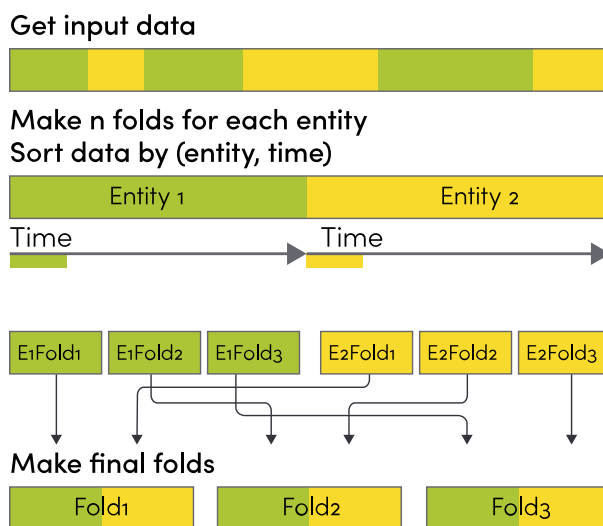 Get input data
Make n folds for each entity
Sort data by (entity, time)
Entity 1 Entity 2
Time Time
E1Fold1 E1Fold2 E1Fold3 E2Fold1 E2Fold2 E2Fold3
Make final folds
Fold1 Fold2 Fold3